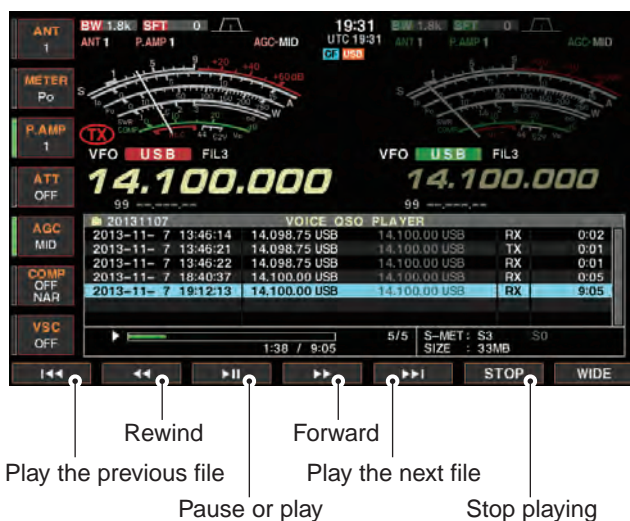 ANT 1
BW 1.8k SFT 0
19:31
BW 1.8k SFT 0
ANT 1 P.AMP 1 AGC-MID
UTC 19:31
ANT 1 P.AMP 1 AGC-MID
CF USB
METER Po
P.AMP 1
TX
VFO USB FIL3
VFO USB FIL3
ATT OFF
14.100.000
14.100.000
99 --.---.--
99 --.---.--
AGC MID
20131107 VOICE QSO PLAYER
2013-11- 7 13:46:14 14.098.75 USB 14.100.00 USB RX 0:02
2013-11- 7 13:46:21 14.098.75 USB 14.100.00 USB TX 0:01
2013-11- 7 13:46:22 14.098.75 USB 14.100.00 USB RX 0:01
2013-11- 7 18:40:37 14.100.00 USB 14.100.00 USB RX 0:05
2013-11- 7 19:12:13 14.100.00 USB 14.100.00 USB RX 9:05
COMP OFF NAR
VSC OFF
5/5 S-MET: S3 S0
1:38 / 9:05 SIZE : 33MB
STOP WIDE
Rewind Forward
Play the previous file Play the next file
Pause or play Stop playing